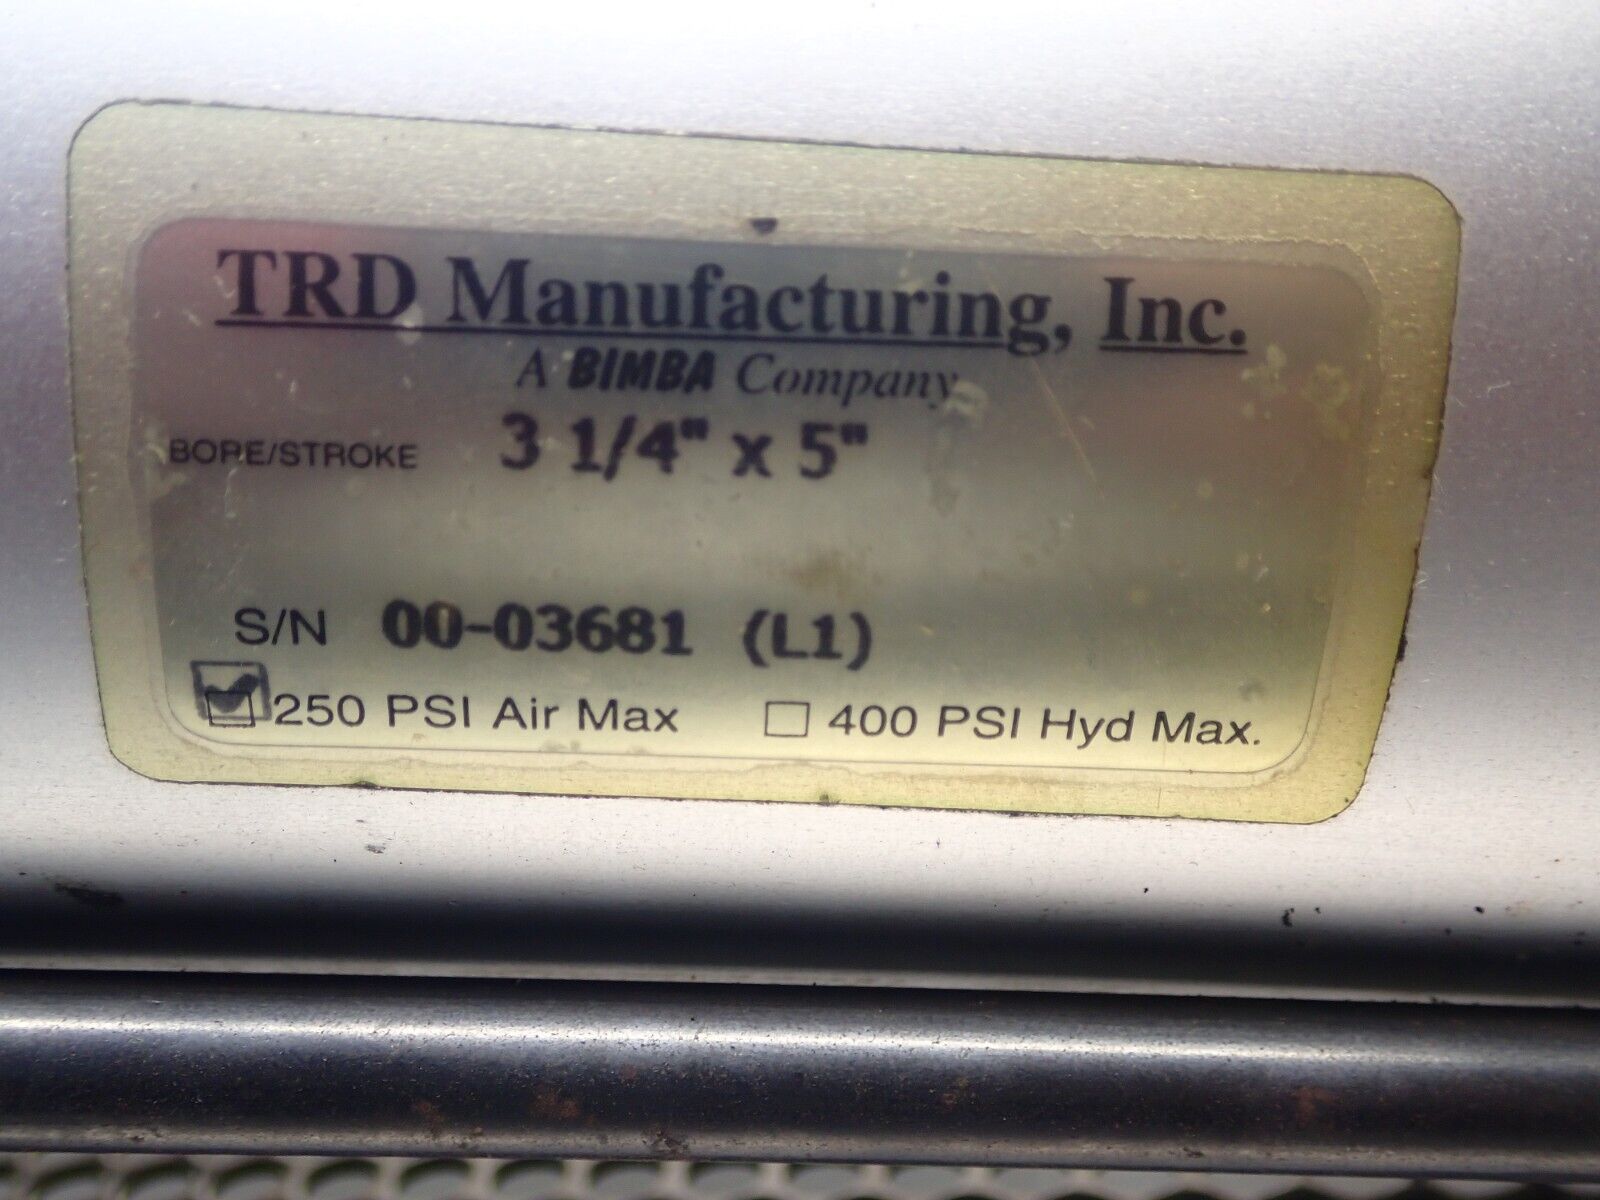 TRD Manufacturing, Inc.
A BIMBA Company
BORE/STROKE 3 1/4" x 5"
S/N 00-03681 (L1)
250 PSI Air Max 400 PSI Hyd Max.